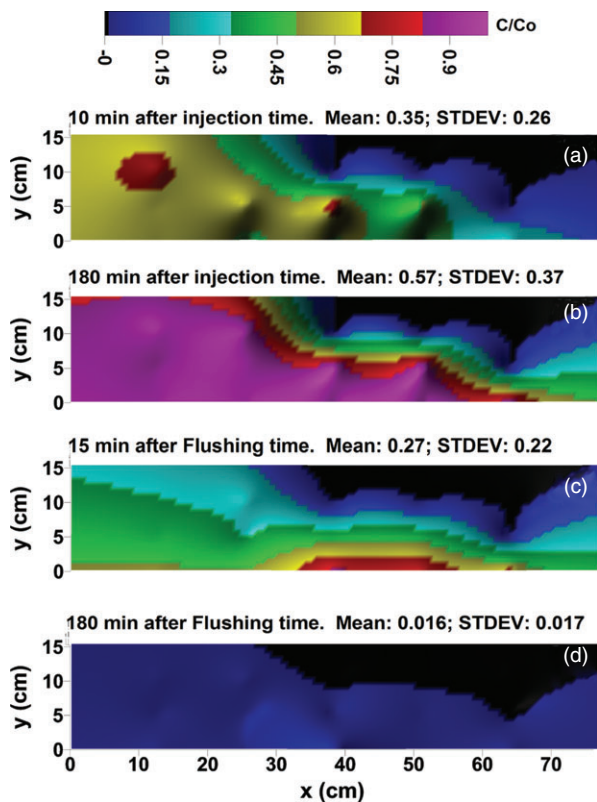 C/Co
-0 0.15 0.3 0.45 0.6 0.75 0.9
10 min after injection time. Mean: 0.35; STDEV: 0.26
(a)
15
10
5
0
y (cm)
180 min after injection time. Mean: 0.57; STDEV: 0.37
(b)
15
10
5
0
y (cm)
15 min after Flushing time. Mean: 0.27; STDEV: 0.22
(c)
15
10
5
0
y (cm)
180 min after Flushing time. Mean: 0.016; STDEV: 0.017
(d)
15
10
5
0
y (cm)
0 10 20 30 40 50 60 70
x (cm)